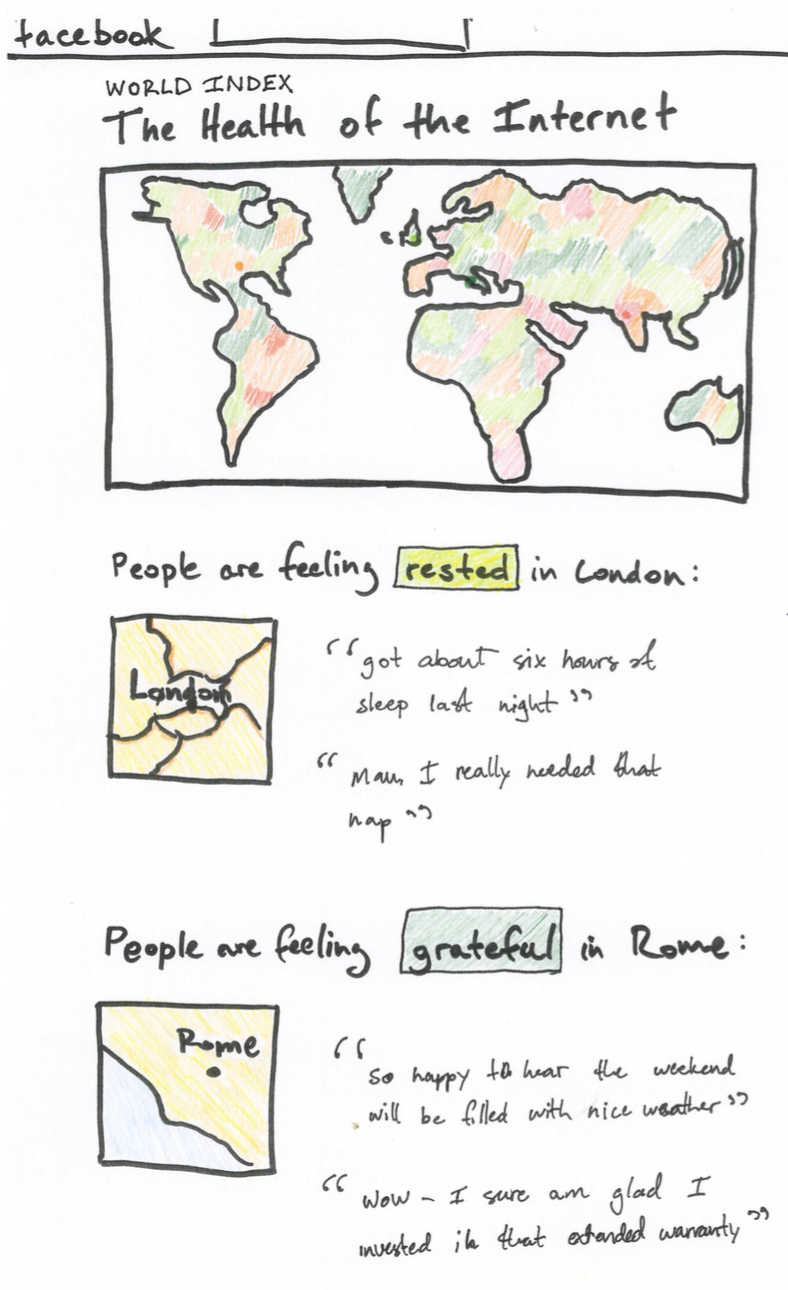 facebook
WORLD INDEX
The Health of the Internet
People are feeling rested in London:
London
“got about six hours of
sleep last night”
“Man, I really needed that
nap”
People are feeling grateful in Rome:
Rome
“so happy to hear the weekend
will be filled with nice weather”
“wow - I sure am glad I
invested in that extended warranty”